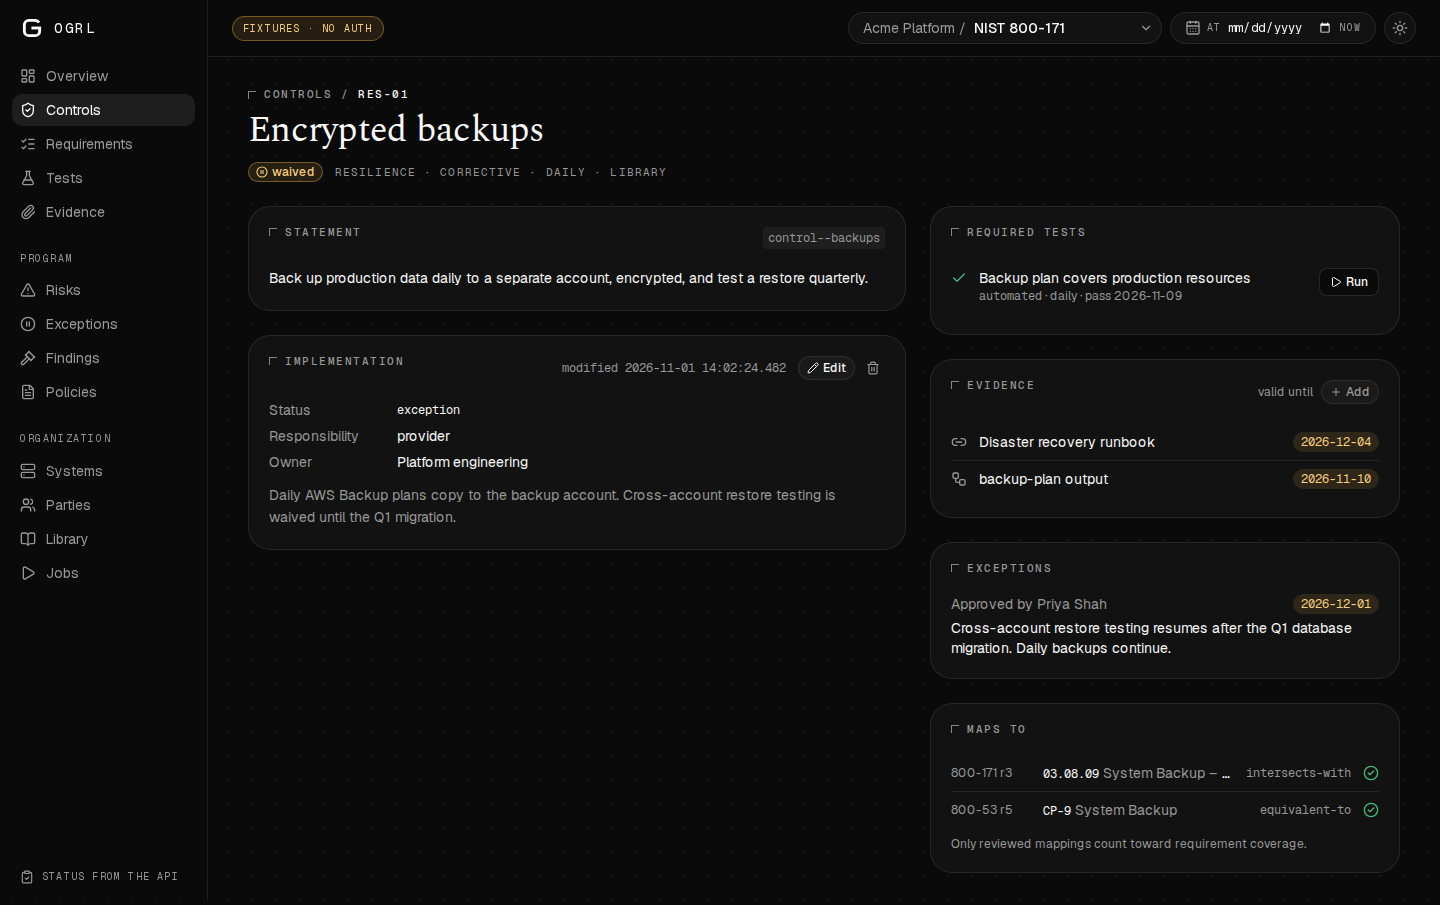 OGRL
FIXTURES · NO AUTH
Acme Platform / NIST 800-171
AT mm/dd/yyyy NOW
Overview
Controls
Requirements
Tests
Evidence
PROGRAM
Risks
Exceptions
Findings
Policies
ORGANIZATION
Systems
Parties
Library
Jobs
STATUS FROM THE API
CONTROLS / RES-01
Encrypted backups
waived RESILIENCE · CORRECTIVE · DAILY · LIBRARY
STATEMENT
control--backups
Back up production data daily to a separate account, encrypted, and test a restore quarterly.
IMPLEMENTATION
modified 2026-11-01 14:02:24.482 Edit
Status exception
Responsibility provider
Owner Platform engineering
Daily AWS Backup plans copy to the backup account. Cross-account restore testing is
waived until the Q1 migration.
REQUIRED TESTS
Backup plan covers production resources
automated · daily · pass 2026-11-09
Run
EVIDENCE
valid until + Add
Disaster recovery runbook 2026-12-04
backup-plan output 2026-11-10
EXCEPTIONS
Approved by Priya Shah 2026-12-01
Cross-account restore testing resumes after the Q1 database
migration. Daily backups continue.
MAPS TO
800-171 r3 03.08.09 System Backup – … intersects-with
800-53 r5 CP-9 System Backup equivalent-to
Only reviewed mappings count toward requirement coverage.